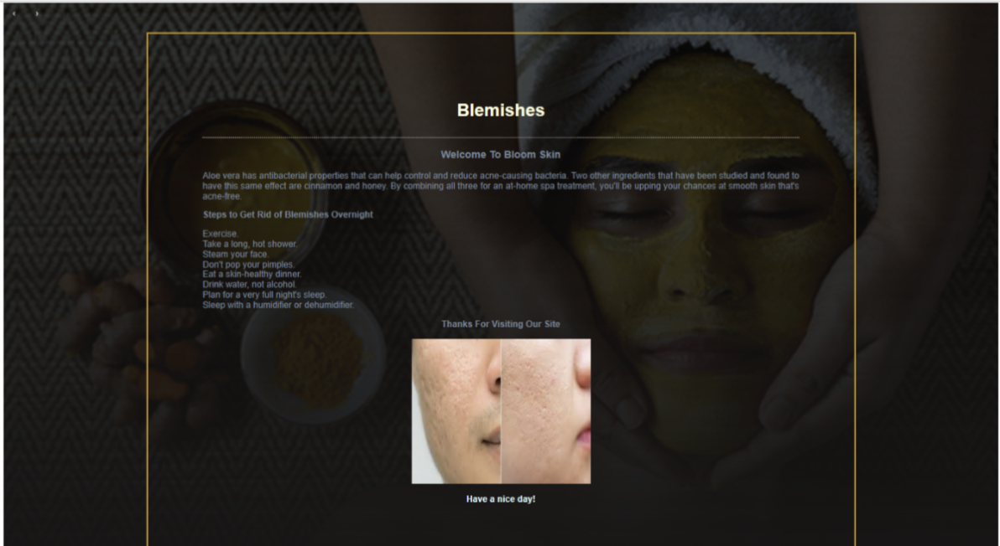 ‹ ›
Blemishes
Welcome To Bloom Skin
Aloe vera has antibacterial properties that can help control and reduce acne-causing bacteria. Two other ingredients that have been studied and found to
have this same effect are cinnamon and honey. By combining all three for an at-home spa treatment, you'll be upping your chances at smooth skin that's
acne-free.
Steps to Get Rid of Blemishes Overnight
Exercise.
Take a long, hot shower.
Steam your face.
Don't pop your pimples.
Eat a skin-healthy dinner.
Drink water, not alcohol.
Plan for a very full night's sleep.
Sleep with a humidifier or dehumidifier.
Thanks For Visiting Our Site
Have a nice day!